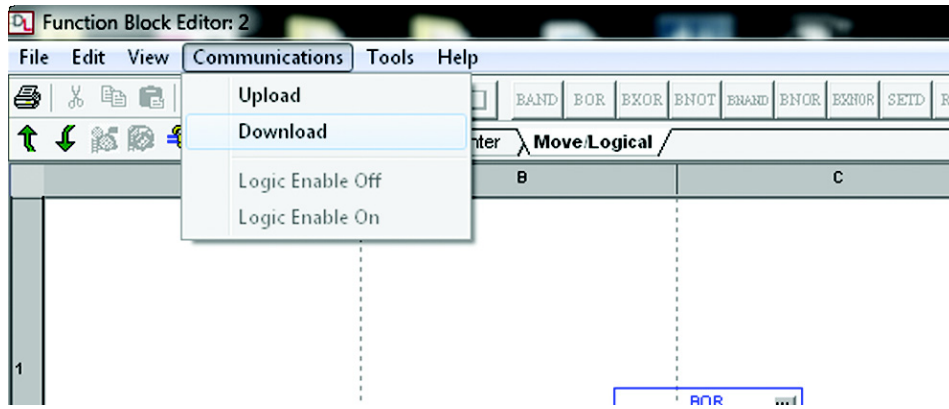 DL Function Block Editor: 2
File Edit View Communications Tools Help
BAND BOR BXOR BNOT BNAND BNOR BXNOR SETD
Upload
Download
nter Move/Logical
Logic Enable Off
Logic Enable On
B C
1
BOR ...